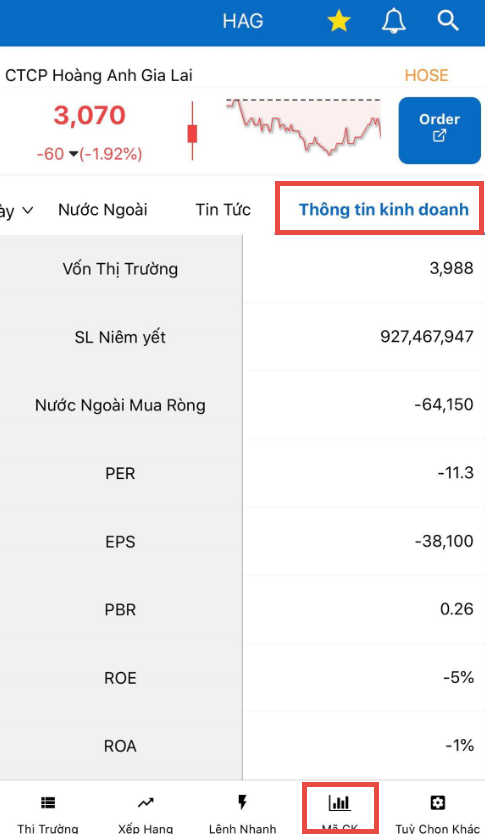 HAG
CTCP Hoàng Anh Gia Lai HOSE
3,070
-60 (-1.92%)
Order
ày Nước Ngoài Tin Tức Thông tin kinh doanh
Vốn Thị Trường 3,988
SL Niêm yết 927,467,947
Nước Ngoài Mua Ròng -64,150
PER -11.3
EPS -38,100
PBR 0.26
ROE -5%
ROA -1%
Thị Trường Xếp Hạng Lệnh Nhanh Mã CK Tuỳ Chọn Khác